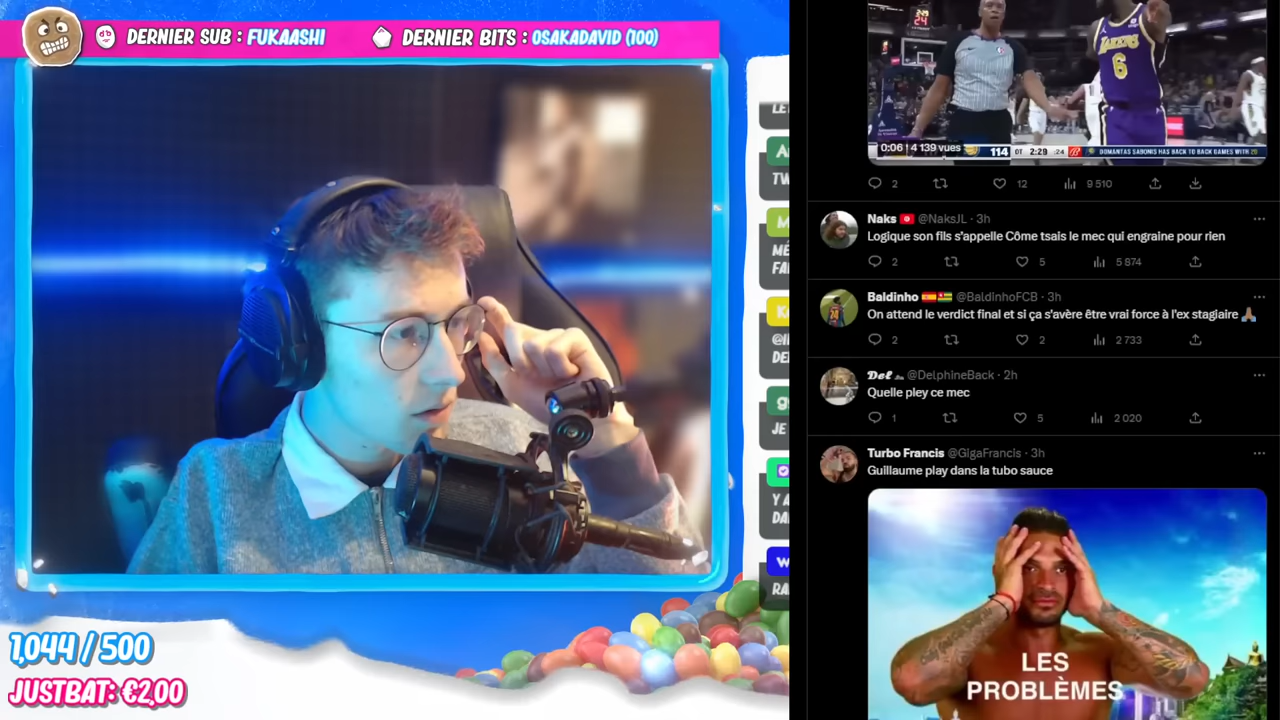 DERNIER SUB : FUKAASHI
DERNIER BITS : OSAKADAVID (100)
1,044 / 500
JUSTBAT: €2,00
LAKERS
6
24
0:06 4 139 vues
114 OT 2:29 :24 DOMANTAS SABONIS HAS BACK TO BACK GAMES WITH 20
2 12 9 510
Naks @NaksJL · 3h
Logique son fils s'appelle Côme tsais le mec qui engraine pour rien
2 5 5 874
Baldinho @BaldinhoFCB · 3h
On attend le verdict final et si ça s'avère être vrai force à l'ex stagiaire 🙏🏽
2 2 2 733
Del @DelphineBack · 2h
Quelle pley ce mec
1 5 2 020
Turbo Francis @GigaFrancis · 3h
Guillaume play dans la tubo sauce
LES
PROBLÈMES